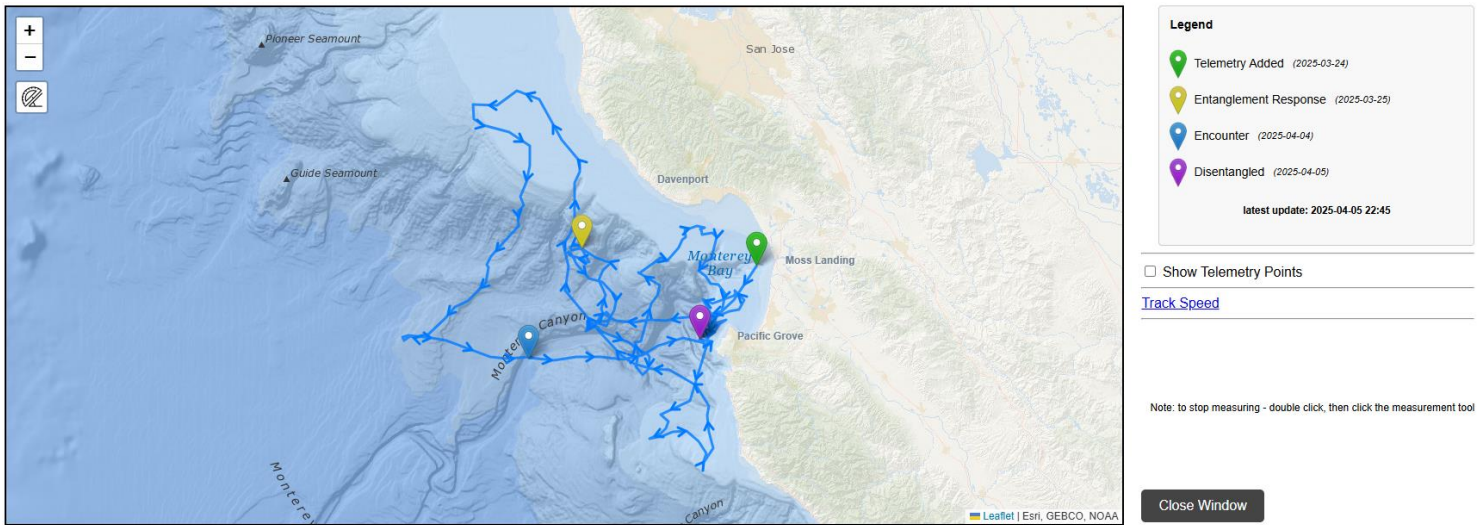 +
−
Pioneer Seamount
San Jose
Guide Seamount
Davenport
Monterey
Bay
Moss Landing
Canyon
Pacific Grove
Monterey
Canyon
Leaflet | Esri, GEBCO, NOAA
Legend
Telemetry Added (2025-03-24)
Entanglement Response (2025-03-25)
Encounter (2025-04-04)
Disentangled (2025-04-05)
latest update: 2025-04-05 22:45
Show Telemetry Points
Track Speed
Note: to stop measuring - double click, then click the measurement tool
Close Window